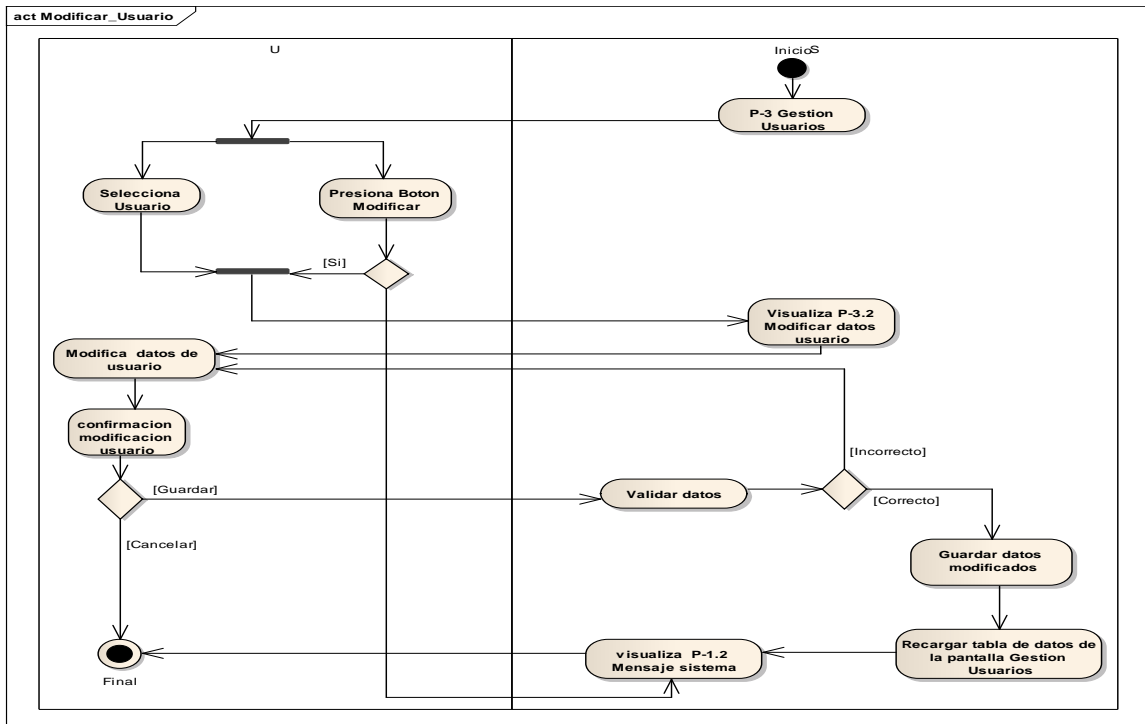 act Modificar_Usuario
U
S
Inicio
P-3 Gestion
Usuarios
Selecciona
Usuario
Presiona Boton
Modificar
[Si]
Visualiza P-3.2
Modificar datos
usuario
Modifica datos de
usuario
confirmacion
modificacion
usuario
[Incorrecto]
[Guardar]
Validar datos
[Correcto]
[Cancelar]
Guardar datos
modificados
Recargar tabla de datos de
la pantalla Gestion
Usuarios
visualiza P-1.2
Mensaje sistema
Final